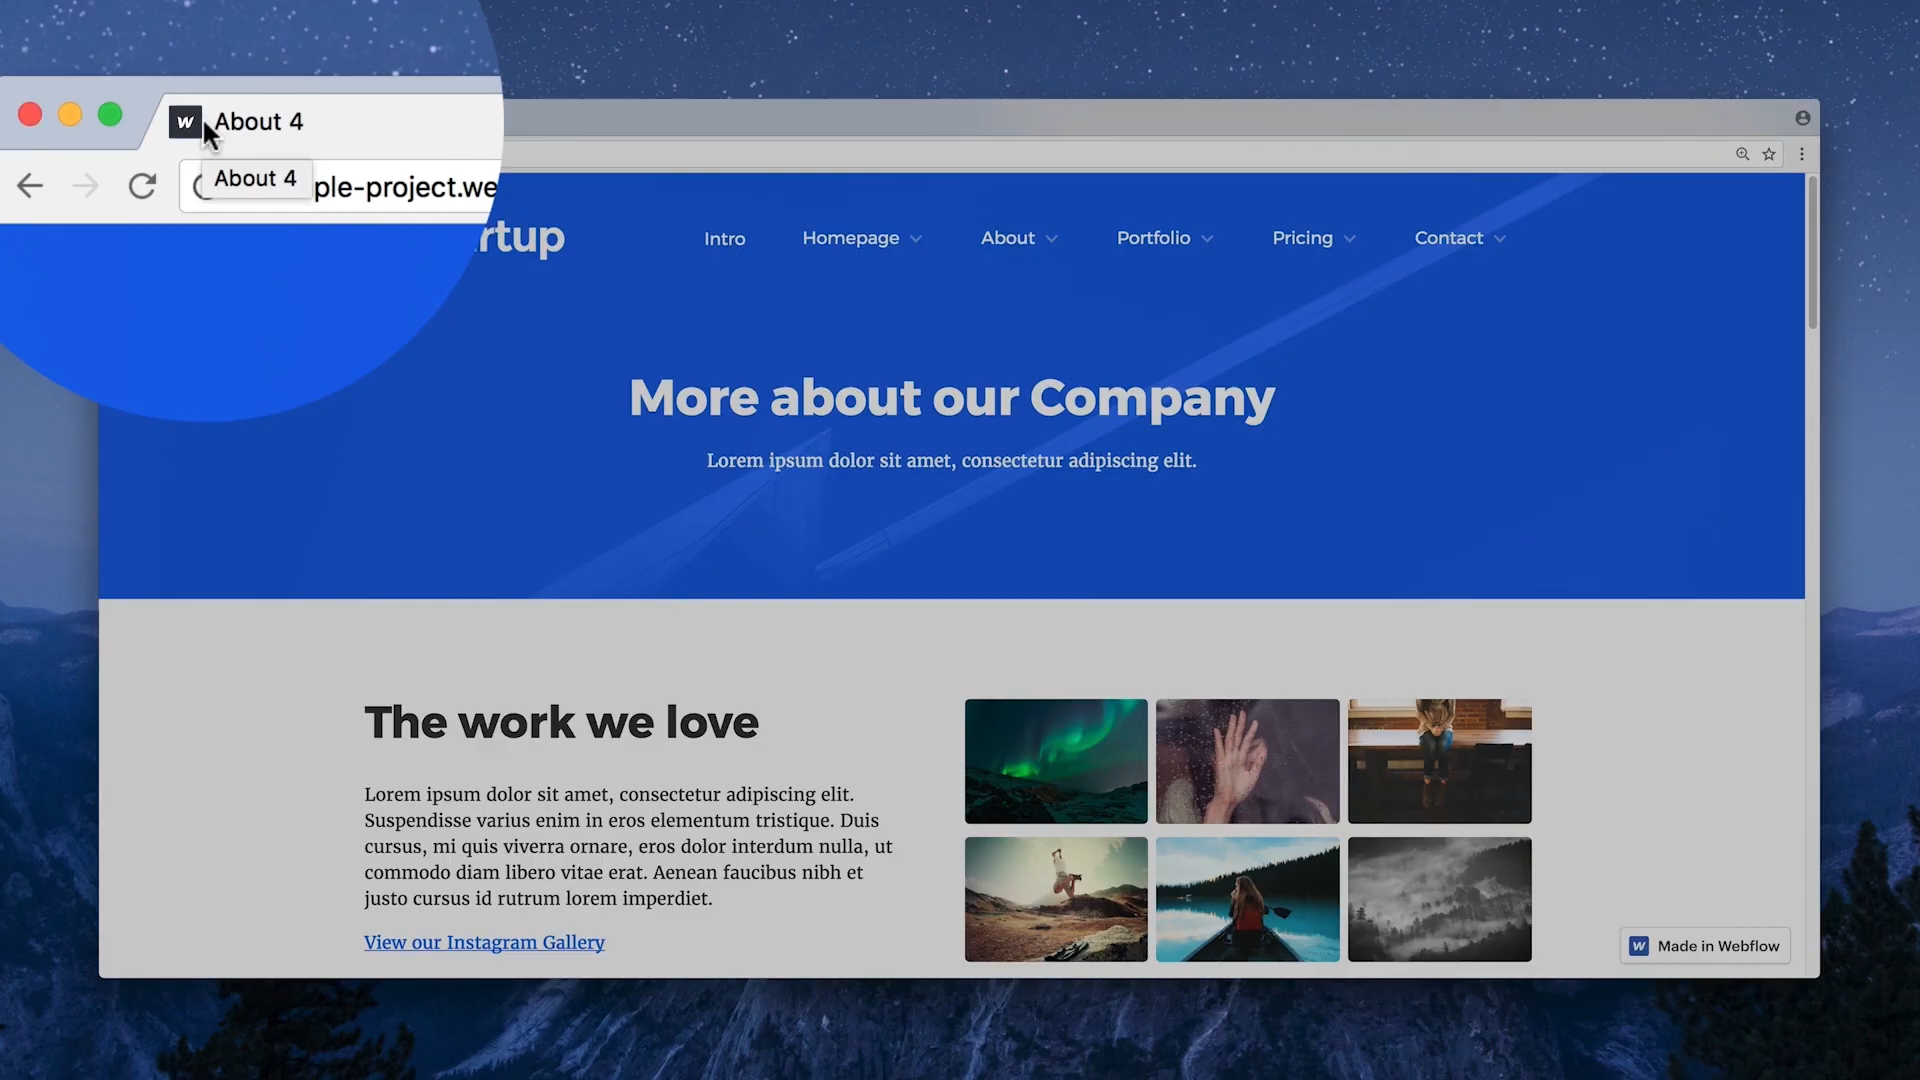 W About 4
About 4
ple-project.we
rtup
Intro Homepage About Portfolio Pricing Contact
More about our Company
Lorem ipsum dolor sit amet, consectetur adipiscing elit.
The work we love
Lorem ipsum dolor sit amet, consectetur adipiscing elit.
Suspendisse varius enim in eros elementum tristique. Duis
cursus, mi quis viverra ornare, eros dolor interdum nulla, ut
commodo diam libero vitae erat. Aenean faucibus nibh et
justo cursus id rutrum lorem imperdiet.
View our Instagram Gallery
W Made in Webflow